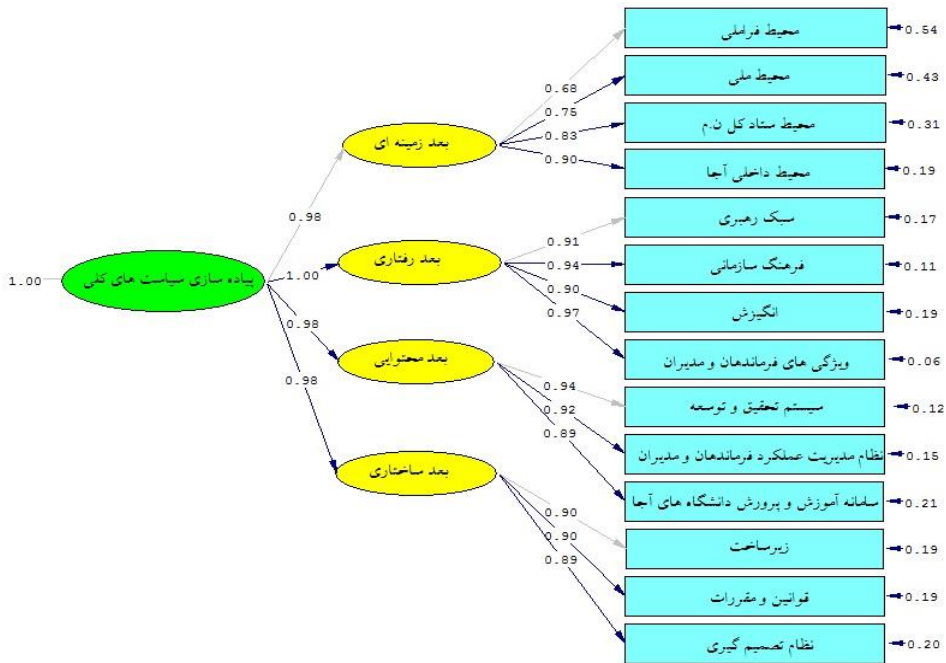 محیط فراملی
0.54
0.68
محیط ملی
0.43
0.75
محیط ستاد کل ن.م
0.31
0.83
بعد زمینه ای
محیط داخلی آجا
0.19
0.90
0.98
سبک رهبری
0.17
0.91
فرهنگ سازمانی
0.11
0.94
بعد رفتاری
1.00
پیاده سازی سیاست های کلی
1.00
انگیزش
0.19
0.90
0.97
ویژگی های فرماندهان و مدیران
0.06
0.98
بعد محتوایی
0.94
سیستم تحقیق و توسعه
0.12
0.92
0.98
0.89
نظام مدیریت عملکرد فرماندهان و مدیران
0.15
بعد ساختاری
سامانه آموزش و پرورش دانشگاه های آجا
0.21
0.90
زیرساخت
0.19
0.90
0.89
قوانین و مقررات
0.19
نظام تصمیم گیری
0.20